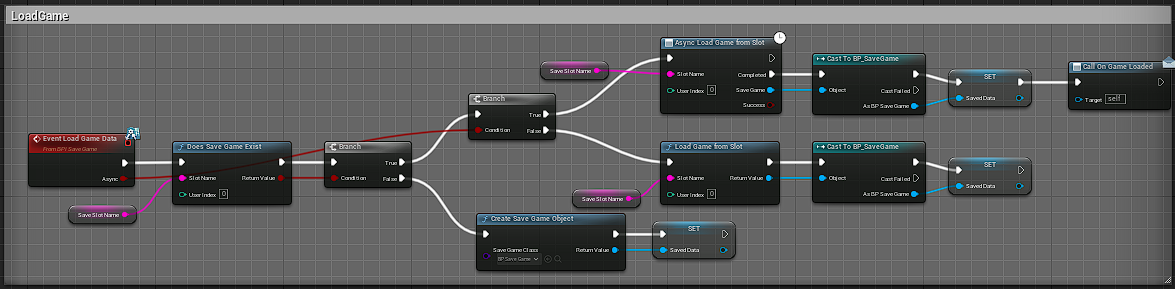 LoadGame
Event Load Game Data
From BPI Save Game
Async
Save Slot Name
Does Save Game Exist
Slot Name
Return Value
User Index 0
Branch
True
Condition
False
Branch
True
Condition
False
Save Slot Name
Async Load Game from Slot
Slot Name
Completed
User Index 0
Save Game
Success
Cast To BP_SaveGame
Object
Cast Failed
As BP Save Game
SET
Saved Data
Call On Game Loaded
Target self
Save Slot Name
Load Game from Slot
Slot Name
Return Value
User Index 0
Cast To BP_SaveGame
Object
Cast Failed
As BP Save Game
SET
Saved Data
Create Save Game Object
Save Game Class
BP Save Game
Return Value
SET
Saved Data